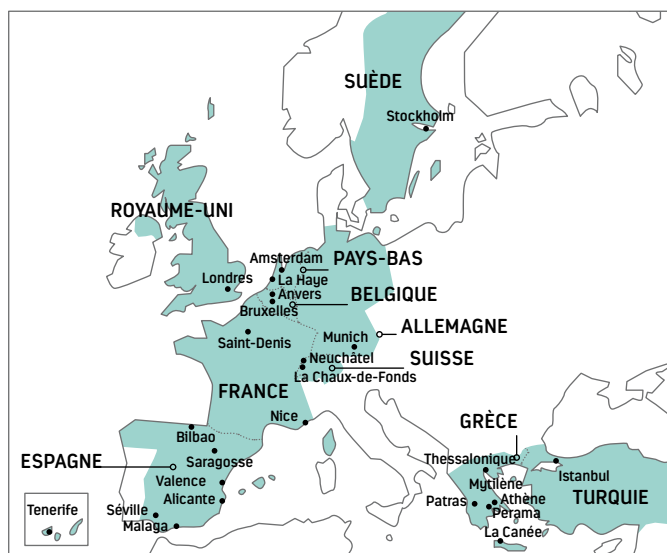 SUÈDE
Stockholm
ROYAUME-UNI
Amsterdam
PAYS-BAS
Londres
La Haye
Anvers
BELGIQUE
Bruxelles
ALLEMAGNE
Saint-Denis
Munich
Neuchâtel
SUISSE
La Chaux-de-Fonds
FRANCE
Nice
GRÈCE
Bilbao
ESPAGNE
Saragosse
Thessalonique
Istanbul
Valence
Mytilène
TURQUIE
Alicante
Patras
Athène
Perama
Tenerife
Séville
Malaga
La Canée